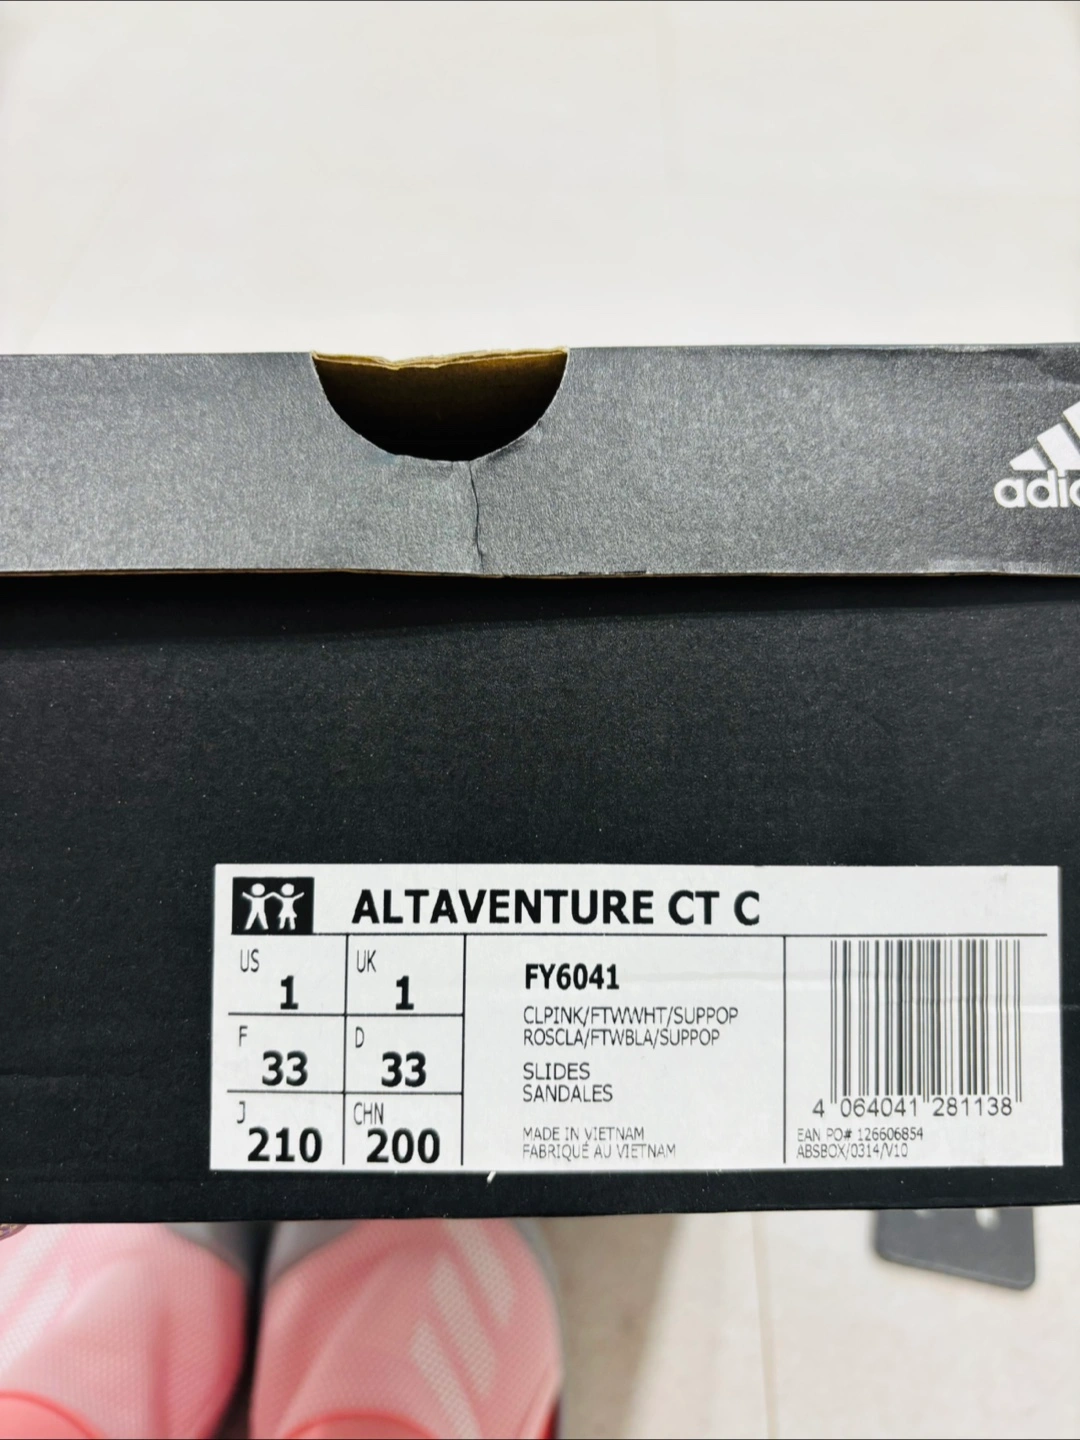 adid
ALTAVENTURE CT C
US 1
UK 1
F 33
D 33
J 210
CHN 200
FY6041
CLPINK/FTWWHT/SUPPOP
ROSCLA/FTWBLA/SUPPOP
SLIDES
SANDALES
MADE IN VIETNAM
FABRIQUÉ AU VIETNAM
4 064041 281138
EAN PO# 126606854
ABSBOX/0314/V10